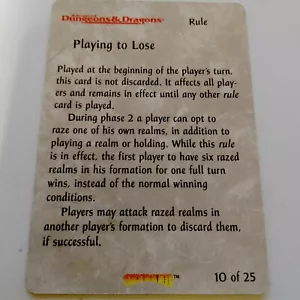 Dungeons & Dragons
Rule
Playing to Lose
Played at the beginning of the player's turn,
this card is not discarded. It affects all play-
ers and remains in effect until any other rule
card is played.
During phase 2 a player can opt to
raze one of his own realms, in addition to
playing a realm or holding. While this rule
is in effect, the first player to have six razed
realms in his formation for one full turn
wins, instead of the normal winning
conditions.
Players may attack razed realms in
another player's formation to discard them,
if successful.
10 of 25